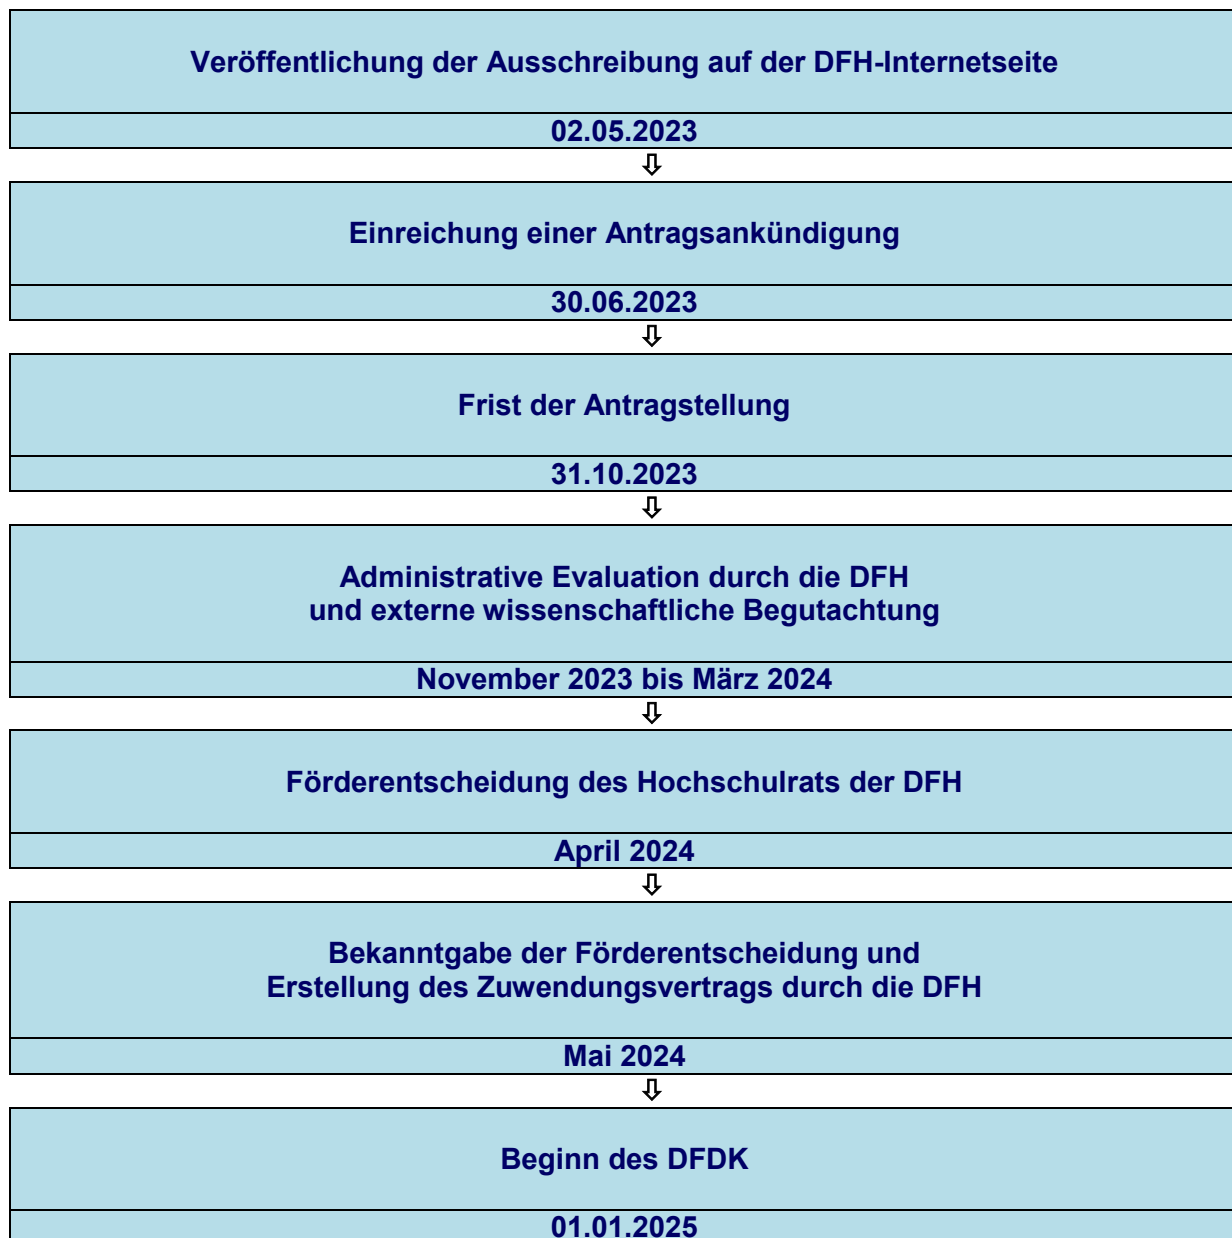 Veröffentlichung der Ausschreibung auf der DFH-Internetseite
02.05.2023
⇩
Einreichung einer Antragsankündigung
30.06.2023
⇩
Frist der Antragstellung
31.10.2023
⇩
Administrative Evaluation durch die DFH
und externe wissenschaftliche Begutachtung
November 2023 bis März 2024
⇩
Förderentscheidung des Hochschulrats der DFH
April 2024
⇩
Bekanntgabe der Förderentscheidung und
Erstellung des Zuwendungsvertrags durch die DFH
Mai 2024
⇩
Beginn des DFDK
01.01.2025